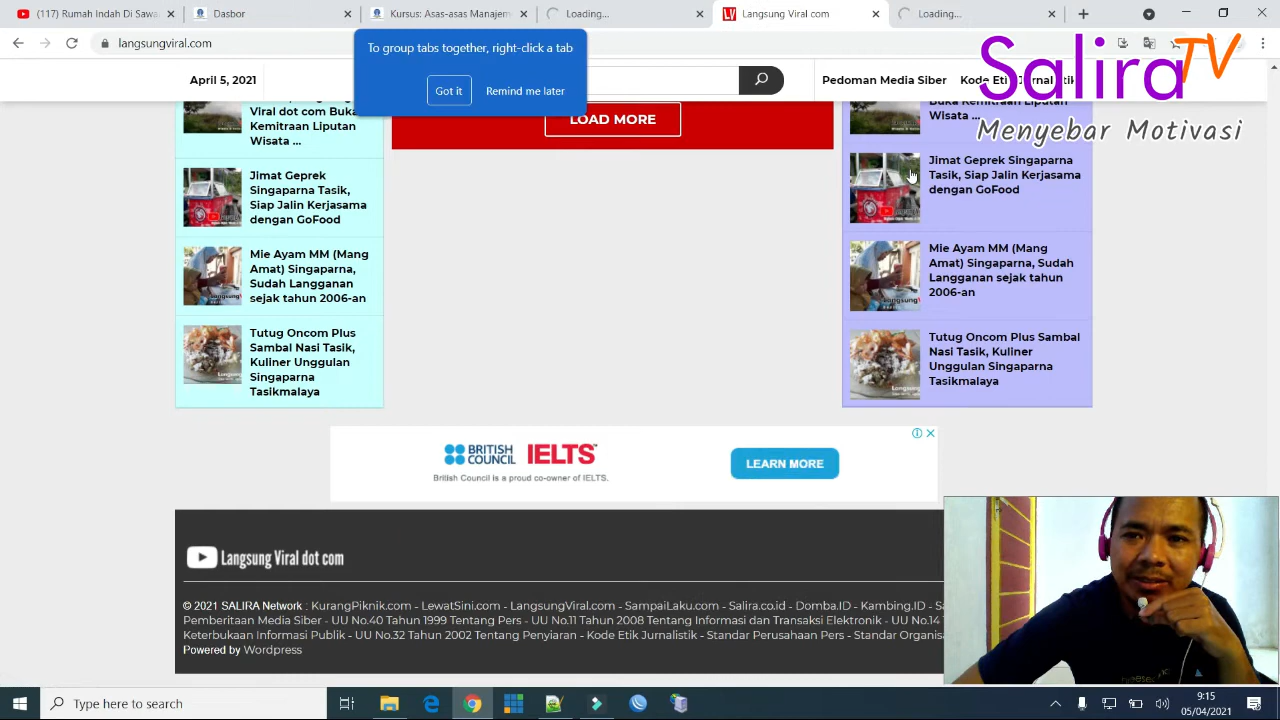 (117) Rumah Indah Di Sawa
Dasbor
Kursus: Asas-asas Manajem
Loading...
Langsung Viral com
Loading...
langsungviral.com
To group tabs together, right-click a tab
Got it
Remind me later
April 5, 2021
Pedoman Media Siber
Salira TV
Menyebar Motivasi
Viral dot com Buka
Kemitraan Liputan
Wisata ...
Jimat Geprek
Singaparna Tasik,
Siap Jalin Kerjasama
dengan GoFood
Mie Ayam MM (Mang
Amat) Singaparna,
Sudah Langganan
sejak tahun 2006-an
Tutug Oncom Plus
Sambal Nasi Tasik,
Kuliner Unggulan
Singaparna
Tasikmalaya
LOAD MORE
Buka Kemitraan Liputan
Wisata ...
Jimat Geprek Singaparna
Tasik, Siap Jalin Kerjasama
dengan GoFood
Mie Ayam MM (Mang
Amat) Singaparna, Sudah
Langganan sejak tahun
2006-an
Tutug Oncom Plus Sambal
Nasi Tasik, Kuliner
Unggulan Singaparna
Tasikmalaya
BRITISH COUNCIL IELTS™
British Council is a proud co-owner of IELTS.
LEARN MORE
Langsung Viral dot com
© 2021 SALIRA Network : KurangPiknik.com - LewatSini.com - LangsungViral.com - SampaiLaku.com - Salira.co.id - Domba.ID - Kambing.ID - Sa
Pemberitaan Media Siber - UU No.40 Tahun 1999 Tentang Pers - UU No.11 Tahun 2008 Tentang Informasi dan Transaksi Elektronik - UU No.14
Keterbukaan Informasi Publik - UU No.32 Tahun 2002 Tentang Penyiaran - Kode Etik Jurnalistik - Standar Perusahaan Pers - Standar Organisa
Powered by Wordpress
Type here to search
9:15
05/04/2021